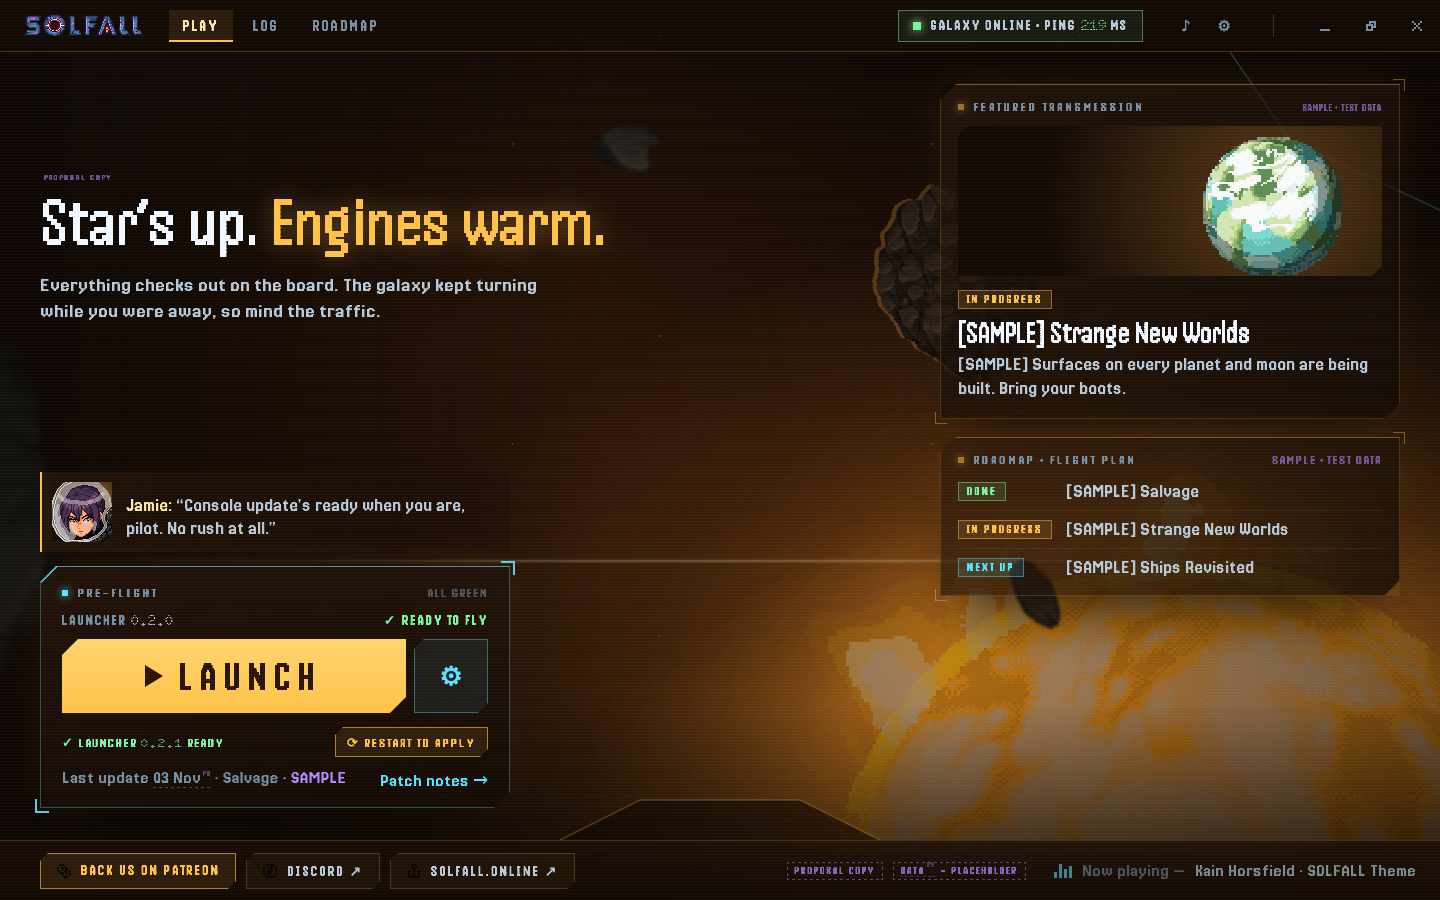 SOLFALL
PLAY
LOG
ROADMAP
GALAXY ONLINE • PING 219 MS
FEATURED TRANSMISSION
SAMPLE • TEST DATA
PROPOSAL COPY
Star's up. Engines warm.
Everything checks out on the board. The galaxy kept turning
while you were away, so mind the traffic.
IN PROGRESS
[SAMPLE] Strange New Worlds
[SAMPLE] Surfaces on every planet and moon are being
built. Bring your boots.
ROADMAP • FLIGHT PLAN
SAMPLE • TEST DATA
DONE
[SAMPLE] Salvage
IN PROGRESS
[SAMPLE] Strange New Worlds
NEXT UP
[SAMPLE] Ships Revisited
Jamie: “Console update's ready when you are,
pilot. No rush at all.”
PRE-FLIGHT
ALL GREEN
LAUNCHER 0.2.0
✓ READY TO FLY
▶ LAUNCH
✓ LAUNCHER 0.2.1 READY
⟳ RESTART TO APPLY
Last update 03 Nov · Salvage · SAMPLE
Patch notes →
BACK US ON PATREON
DISCORD ↗
SOLFALL.ONLINE ↗
PROPOSAL COPY
DATA - PLACEHOLDER
Now playing — Kain Horsfield · SOLFALL Theme